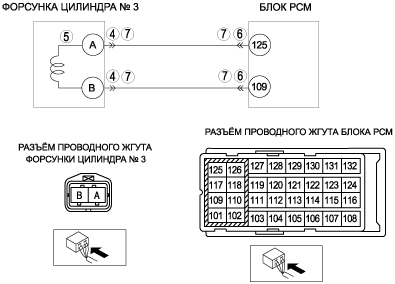 ФОРСУНКА ЦИЛИНДРА № 3 БЛОК PCM
5 A 4 7 7 6 125
B 4 7 7 6 109
РАЗЪЁМ ПРОВОДНОГО ЖГУТА БЛОКА PCM
РАЗЪЁМ ПРОВОДНОГО ЖГУТА
ФОРСУНКИ ЦИЛИНДРА № 3
B A
125 126 127 128 129 130 131 132
117 118 119 120 121 122 123 124
109 110 111 112 113 114 115 116
101 102 103 104 105 106 107 108